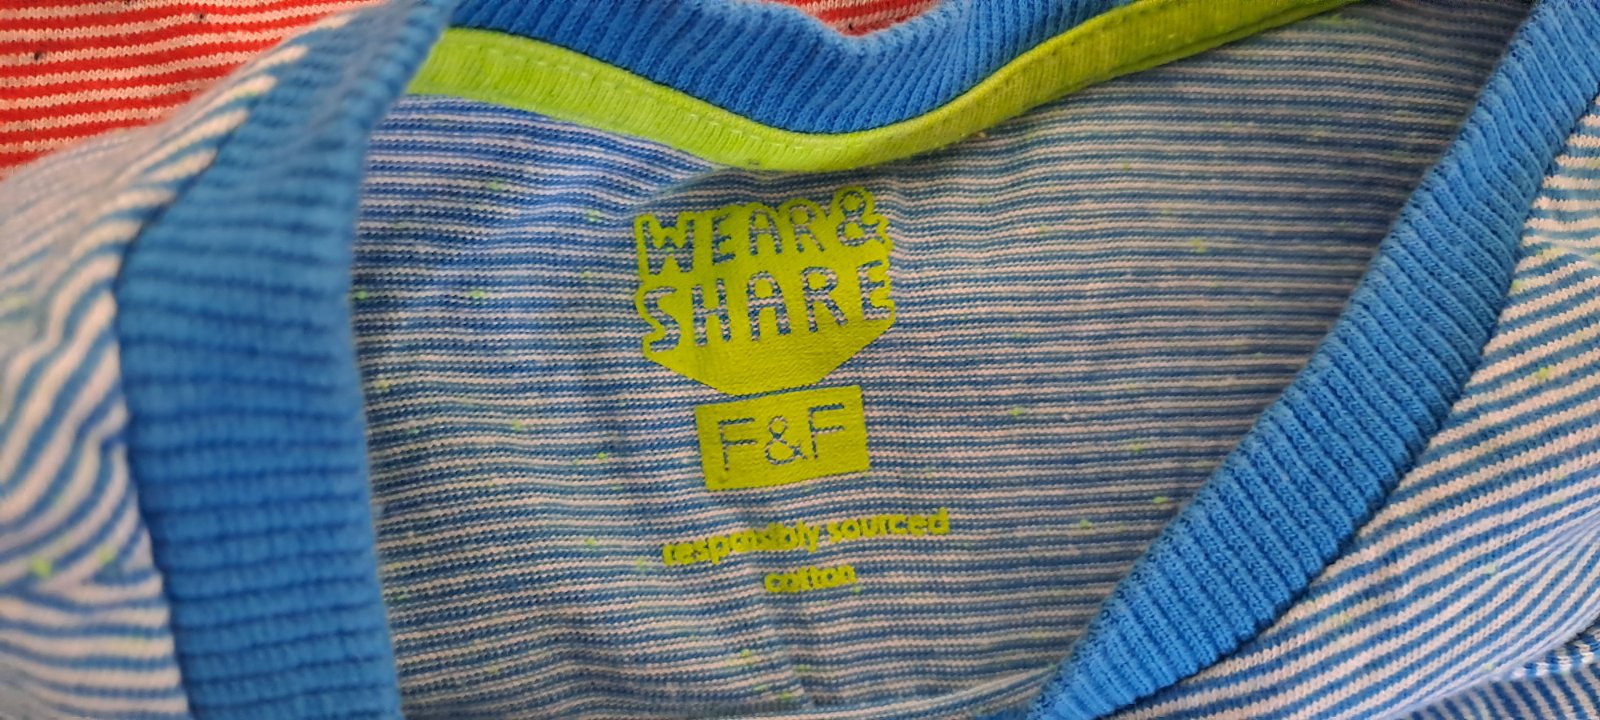 WEAR&
SHARE
F&F
responsibly sourced
cotton